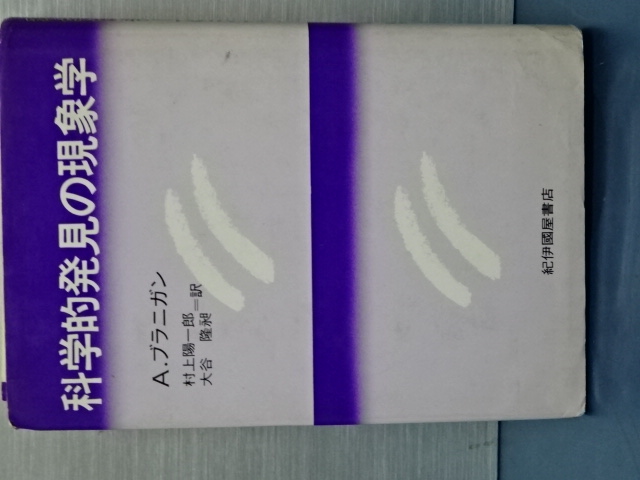 科学的発見の現象学
A.ブラニガン
村上陽一郎
大谷 隆昶=訳
紀伊國屋書店